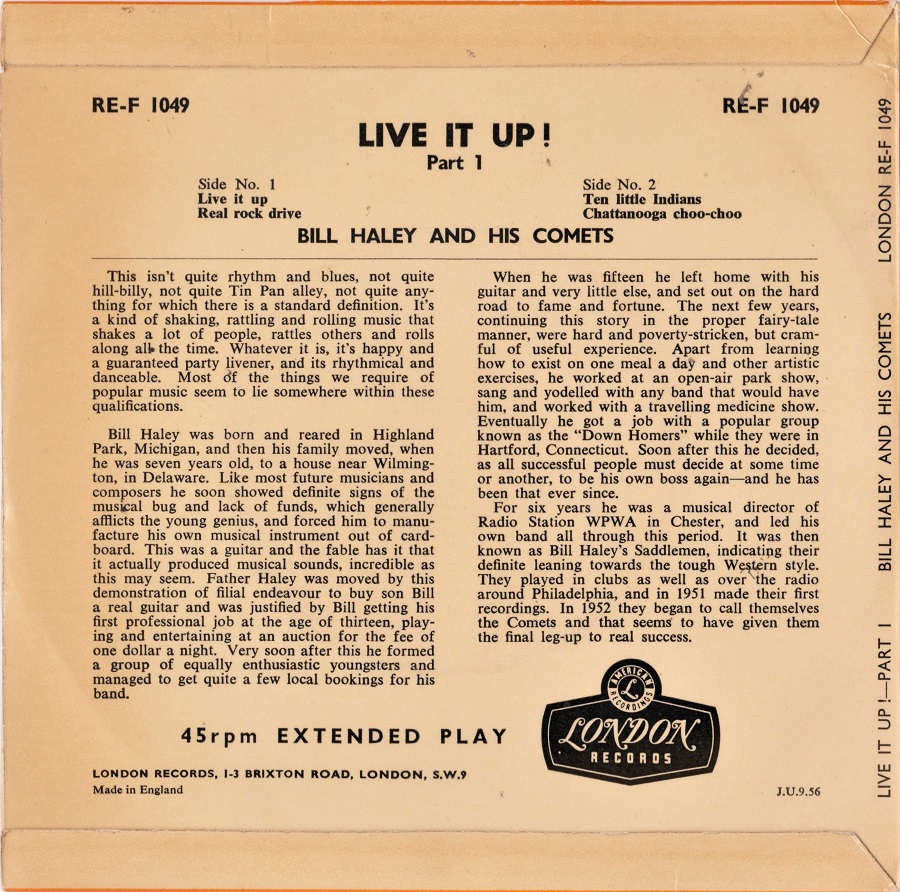 RE-F 1049
RE-F 1049
LIVE IT UP!
Part 1
Side No. 1
Live it up
Real rock drive
Side No. 2
Ten little Indians
Chattanooga choo-choo
BILL HALEY AND HIS COMETS
This isn't quite rhythm and blues, not quite
hill-billy, not quite Tin Pan alley, not quite any-
thing for which there is a standard definition. It's
a kind of shaking, rattling and rolling music that
shakes a lot of people, rattles others and rolls
along all the time. Whatever it is, it's happy and
a guaranteed party livener, and its rhythmical and
danceable. Most of the things we require of
popular music seem to lie somewhere within these
qualifications.
Bill Haley was born and reared in Highland
Park, Michigan, and then his family moved, when
he was seven years old, to a house near Wilming-
ton, in Delaware. Like most future musicians and
composers he soon showed definite signs of the
musical bug and lack of funds, which generally
afflicts the young genius, and forced him to manu-
facture his own musical instrument out of card-
board. This was a guitar and the fable has it that
it actually produced musical sounds, incredible as
this may seem. Father Haley was moved by this
demonstration of filial endeavour to buy son Bill
a real guitar and was justified by Bill getting his
first professional job at the age of thirteen, play-
ing and entertaining at an auction for the fee of
one dollar a night. Very soon after this he formed
a group of equally enthusiastic youngsters and
managed to get quite a few local bookings for his
band.
When he was fifteen he left home with his
guitar and very little else, and set out on the hard
road to fame and fortune. The next few years,
continuing this story in the proper fairy-tale
manner, were hard and poverty-stricken, but cram-
ful of useful experience. Apart from learning
how to exist on one meal a day and other artistic
exercises, he worked at an open-air park show,
sang and yodelled with any band that would have
him, and worked with a travelling medicine show.
Eventually he got a job with a popular group
known as the "Down Homers" while they were in
Hartford, Connecticut. Soon after this he decided,
as all successful people must decide at some time
or another, to be his own boss again—and he has
been that ever since.
For six years he was a musical director of
Radio Station WPWA in Chester, and led his
own band all through this period. It was then
known as Bill Haley's Saddlemen, indicating their
definite leaning towards the tough Western style.
They played in clubs as well as over the radio
around Philadelphia, and in 1951 made their first
recordings. In 1952 they began to call themselves
the Comets and that seems to have given them
the final leg-up to real success.
45rpm EXTENDED PLAY
LONDON RECORDS, 1-3 BRIXTON ROAD, LONDON, S.W.9
Made in England
AMERICAN
L
RECORDINGS
LONDON
RECORDS
J.U.9.56
LIVE IT UP!—PART 1 BILL HALEY AND HIS COMETS LONDON RE-F 1049